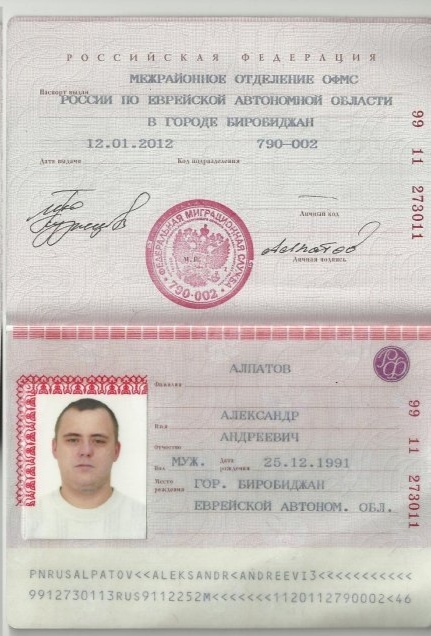 РОССИЙСКАЯ ФЕДЕРАЦИЯ
Паспорт выдан
МЕЖРАЙОННОЕ ОТДЕЛЕНИЕ ОФМС
РОССИИ ПО ЕВРЕЙСКОЙ АВТОНОМНОЙ ОБЛАСТИ
В ГОРОДЕ БИРОБИДЖАН
12.01.2012 790-002
Дата выдачи Код подразделения
99 11 273011
Личный код
ФЕДЕРАЛЬНАЯ МИГРАЦИОННАЯ СЛУЖБА
М.П.
790-002
Личная подпись
АЛПАТОВ
Фамилия
АЛЕКСАНДР
Имя
АНДРЕЕВИЧ
Отчество
Пол МУЖ. Дата рождения 25.12.1991
Место рождения ГОР. БИРОБИДЖАН
ЕВРЕЙСКОЙ АВТОНОМ. ОБЛ.
99 11 273011
PNRUSALPATOV<<ALEKSANDR<ANDREEVI3<<<<<<<<<<<
9912730113RUS9112252M<<<<<<<1120112790002<46